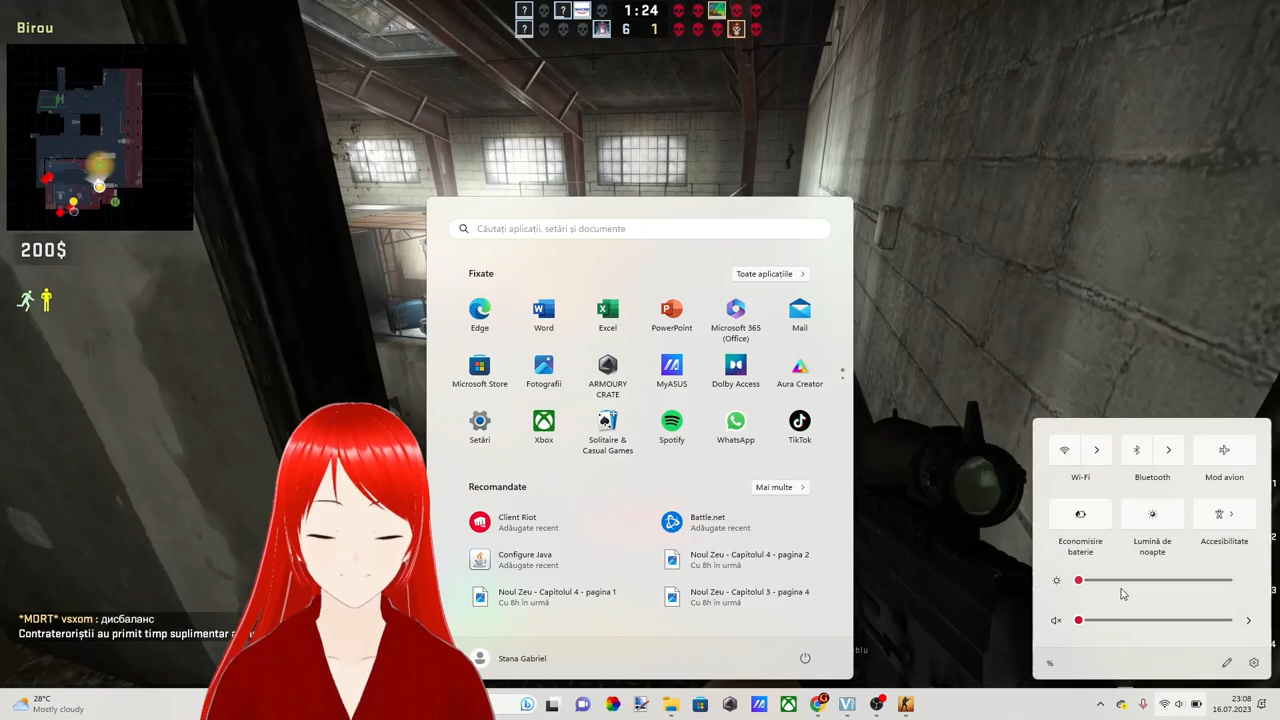 Birou
? ?
1:24
? 6 1
200$
Căutați aplicații, setări și documente
Fixate
Toate aplicațiile
Edge
Word
Excel
PowerPoint
Microsoft 365
(Office)
Mail
Microsoft Store
Fotografii
ARMOURY
CRATE
MyASUS
Dolby Access
Aura Creator
Setări
Xbox
Solitaire &
Casual Games
Spotify
WhatsApp
TikTok
Recomandate
Mai multe
Client Riot
Adăugate recent
Battle.net
Adăugate recent
Configure Java
Adăugate recent
Noul Zeu - Capitolul 4 - pagina 2
Cu 8h în urmă
Noul Zeu - Capitolul 4 - pagina 1
Cu 8h în urmă
Noul Zeu - Capitolul 3 - pagina 4
Cu 8h în urmă
Stana Gabriel
Wi-Fi
Bluetooth
Mod avion
Economisire
baterie
Lumină de
noapte
Accesibilitate
%
1
2
3
4
*MORT* vsxom : дисбаланс
Contrateroriștii au primit timp suplimentar
28°C
Mostly cloudy
23:08
16.07.2023